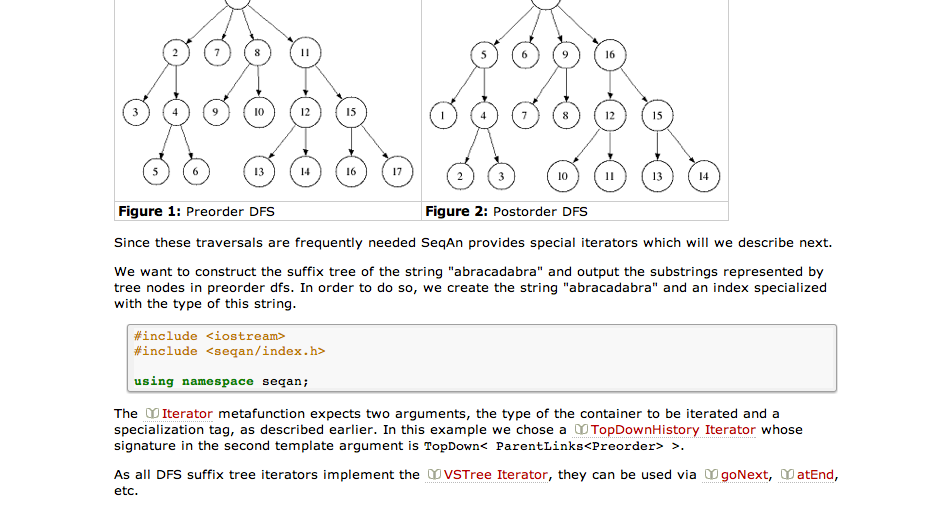 2 7 8 11
3 4 9 10 12 15
5 6 13 14 16 17
5 6 9 16
1 4 7 8 12 15
2 3 10 11 13 14
Figure 1: Preorder DFS
Figure 2: Postorder DFS
Since these traversals are frequently needed SeqAn provides special iterators which will we describe next.
We want to construct the suffix tree of the string "abracadabra" and output the substrings represented by
tree nodes in preorder dfs. In order to do so, we create the string "abracadabra" and an index specialized
with the type of this string.
#include <iostream>
#include <seqan/index.h>
using namespace seqan;
The Iterator metafunction expects two arguments, the type of the container to be iterated and a
specialization tag, as described earlier. In this example we chose a TopDownHistory Iterator whose
signature in the second template argument is TopDown< ParentLinks<Preorder> >.
As all DFS suffix tree iterators implement the VSTree Iterator, they can be used via goNext, atEnd,
etc.